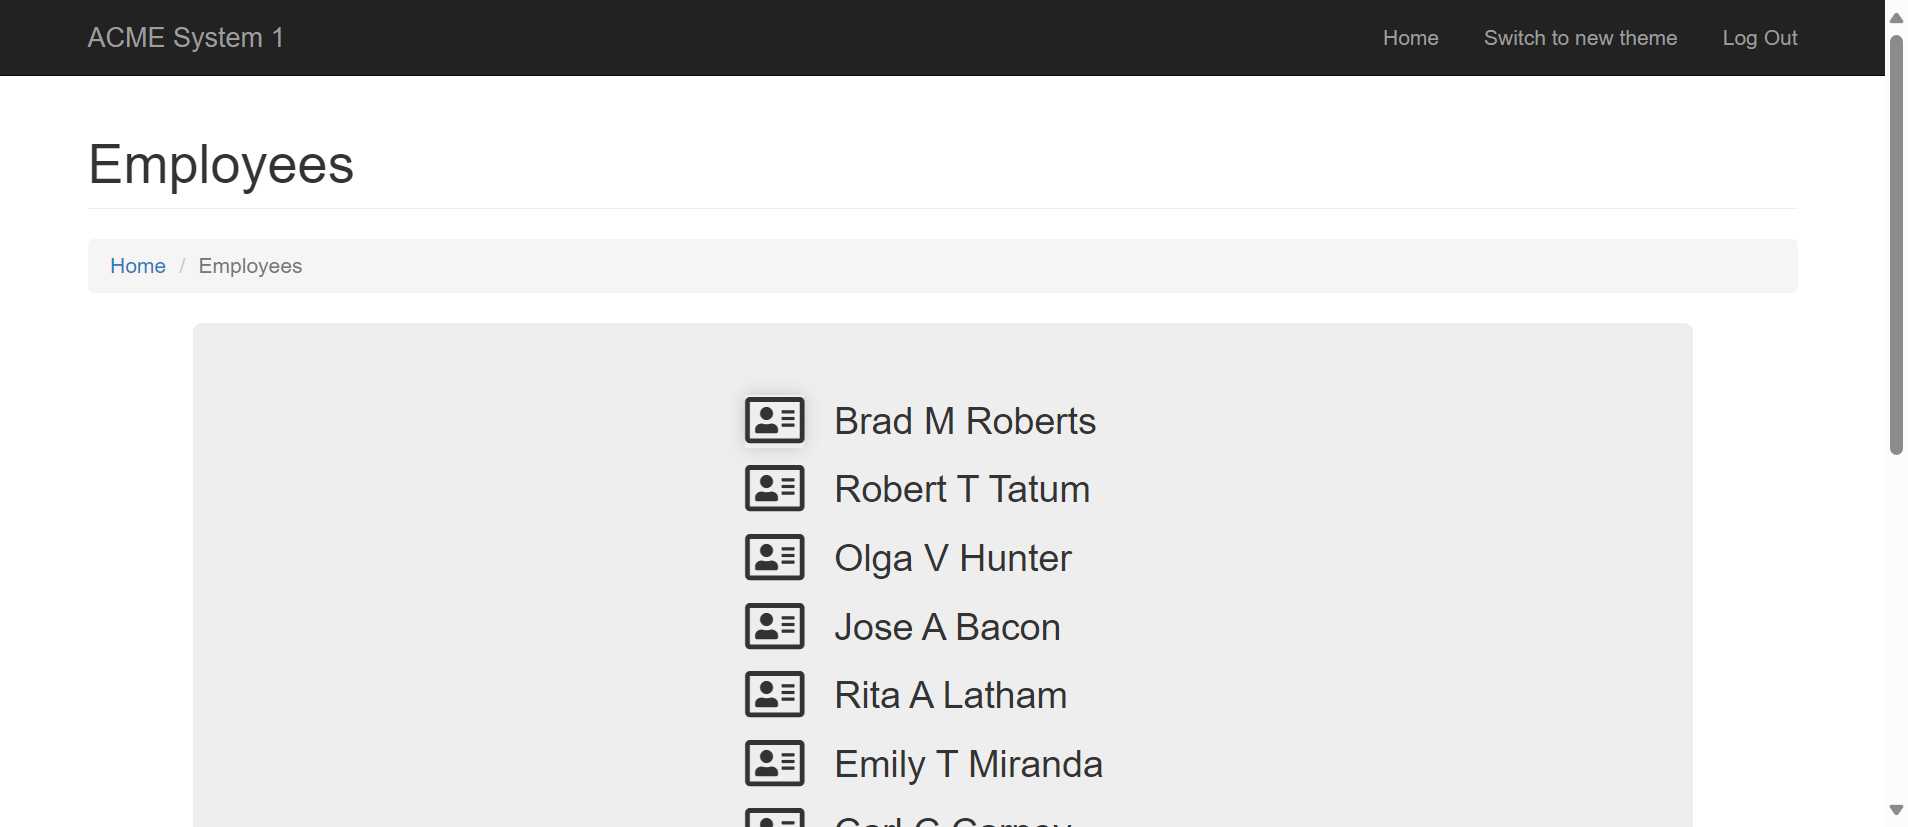 ACME System 1 Home Switch to new theme Log Out
Employees
Home / Employees
Brad M Roberts
Robert T Tatum
Olga V Hunter
Jose A Bacon
Rita A Latham
Emily T Miranda